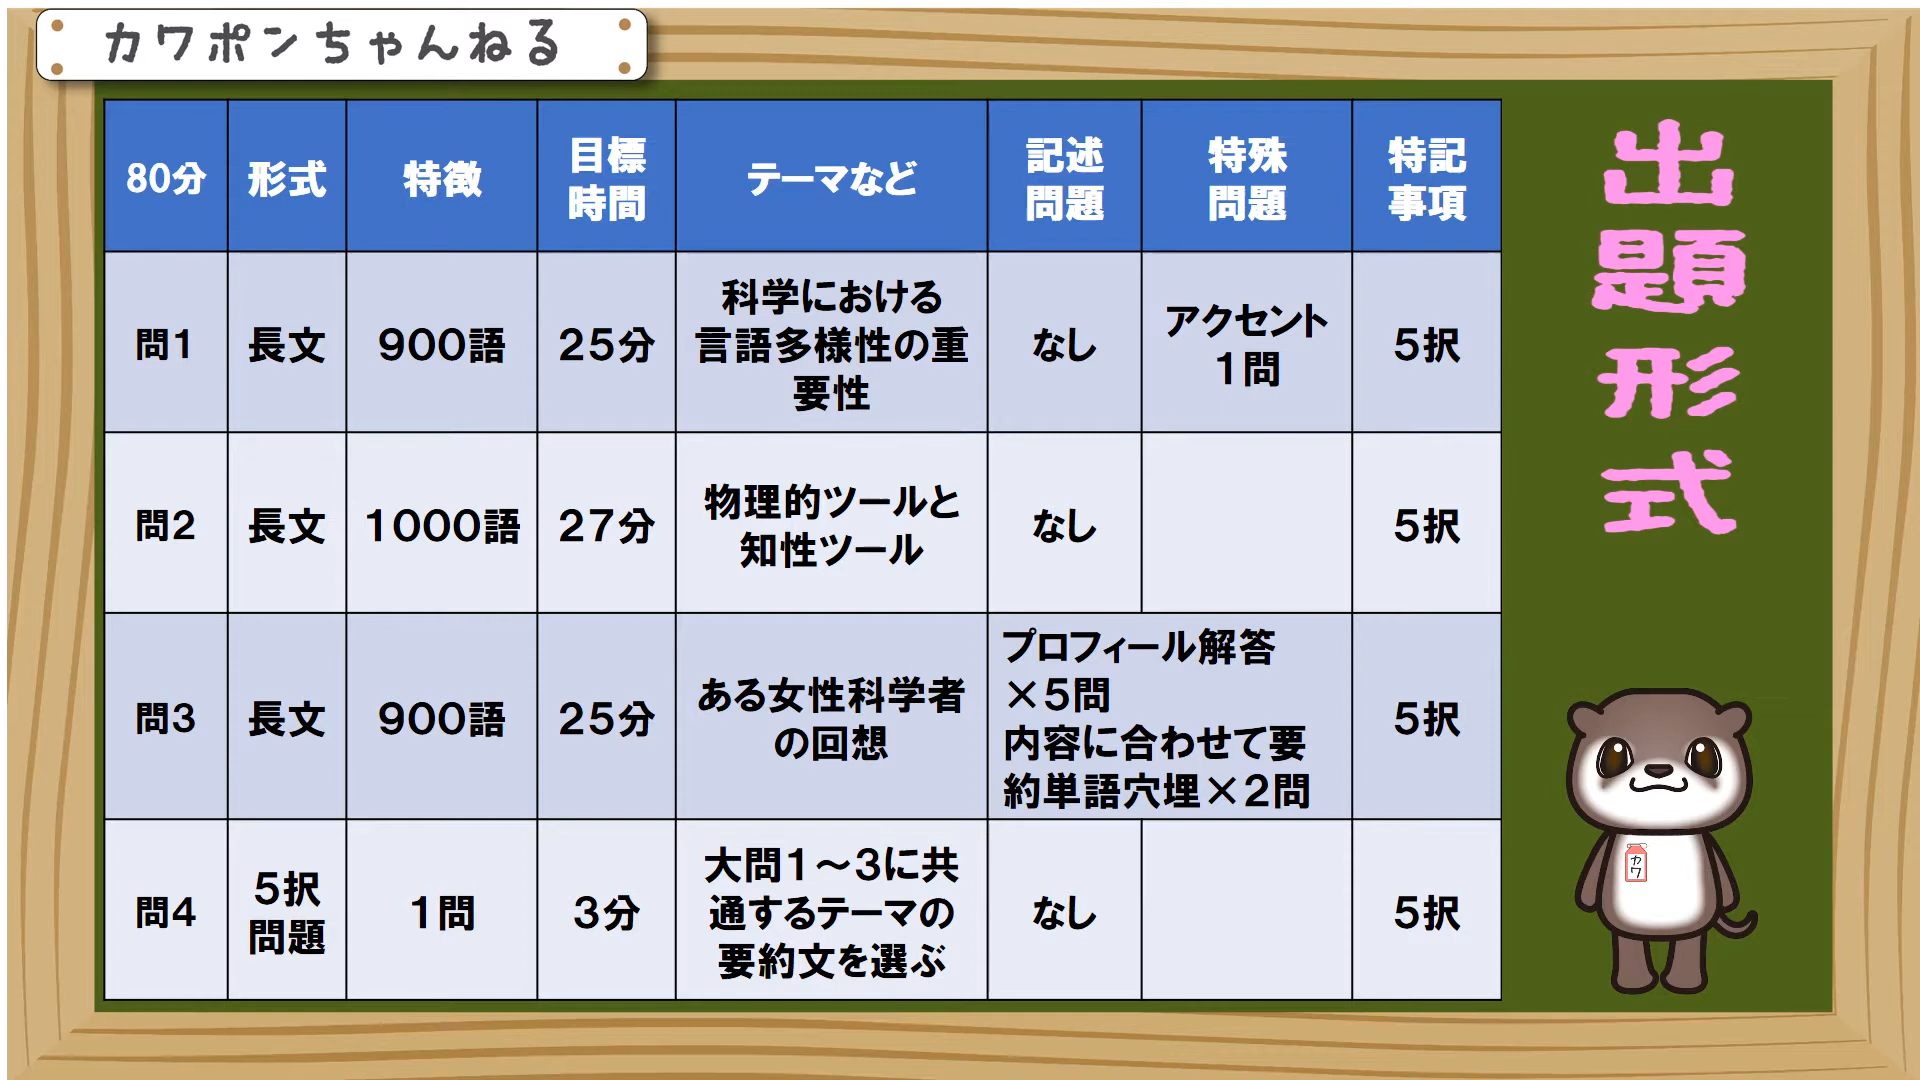 カワポンちゃんねる
出題形式
80分
形式
特徴
目標
時間
テーマなど
記述
問題
特殊
問題
特記
事項
問1
長文
900語
25分
科学における
言語多様性の重
要性
なし
アクセント
1問
5択
問2
長文
1000語
27分
物理的ツールと
知性ツール
なし
5択
問3
長文
900語
25分
ある女性科学者
の回想
プロフィール解答
×5問
内容に合わせて要
約単語穴埋×2問
5択
問4
5択
問題
1問
3分
大問1～3に共
通するテーマの
要約文を選ぶ
なし
5択
カワ